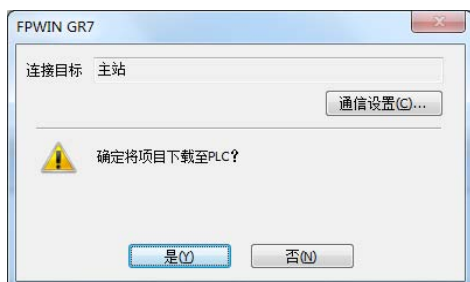 FPWIN GR7
连接目标 主站
通信设置(C)...
确定将项目下载至PLC?
是(Y) 否(N)